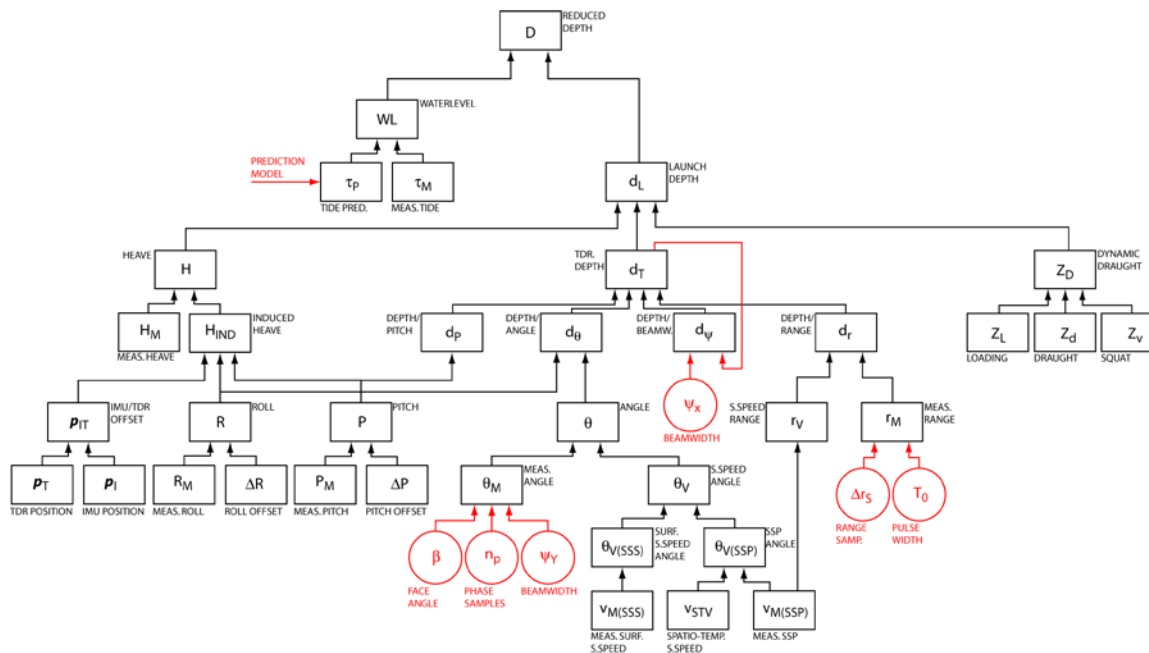 REDUCED
DEPTH
D
WATERLEVEL
WL
PREDICTION
MODEL
τP
τM
TIDE PRED.
MEAS. TIDE
LAUNCH
DEPTH
dL
HEAVE
H
TDR.
DEPTH
dT
DYNAMIC
DRAUGHT
ZD
HM
MEAS. HEAVE
HIND
INDUCED
HEAVE
DEPTH/
PITCH
dP
DEPTH/
ANGLE
dθ
DEPTH/
BEAMW.
dψ
DEPTH/
RANGE
dr
ZL
Zd
Zv
LOADING
DRAUGHT
SQUAT
pIT
IMU/TDR
OFFSET
R
ROLL
P
PITCH
θ
ANGLE
ψx
BEAMWIDTH
S.SPEED
RANGE
rV
rM
MEAS.
RANGE
pT
pI
RM
ΔR
PM
ΔP
TDR POSITION
IMU POSITION
MEAS. ROLL
ROLL OFFSET
MEAS. PITCH
PITCH OFFSET
θM
MEAS.
ANGLE
θV
S.SPEED
ANGLE
ΔrS
T0
RANGE
SAMP.
PULSE
WIDTH
β
np
ψY
FACE
ANGLE
PHASE
SAMPLES
BEAMWIDTH
θV(SSS)
SURF.
S.SPEED
ANGLE
θV(SSP)
SSP
ANGLE
vM(SSS)
vSTV
vM(SSP)
MEAS. SURF.
S.SPEED
SPATIO-TEMP.
S.SPEED
MEAS. SSP